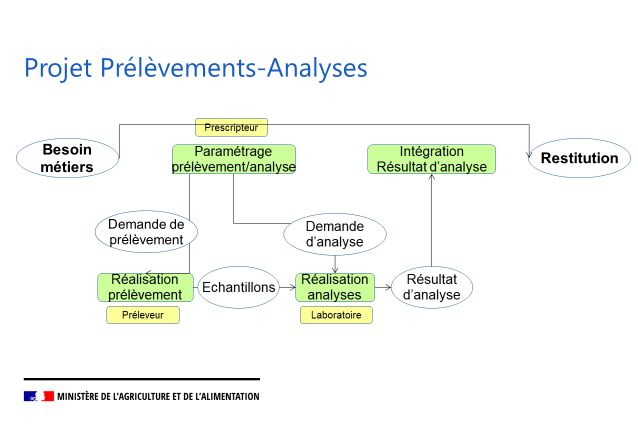 Projet Prélèvements-Analyses
Prescripteur
Besoin
métiers
Paramétrage
prélèvement/analyse
Intégration
Résultat d'analyse
Restitution
Demande de
prélèvement
Demande
d'analyse
Réalisation
prélèvement
Echantillons
Réalisation
analyses
Résultat
d'analyse
Préleveur
Laboratoire
MINISTÈRE DE L'AGRICULTURE ET DE L'ALIMENTATION